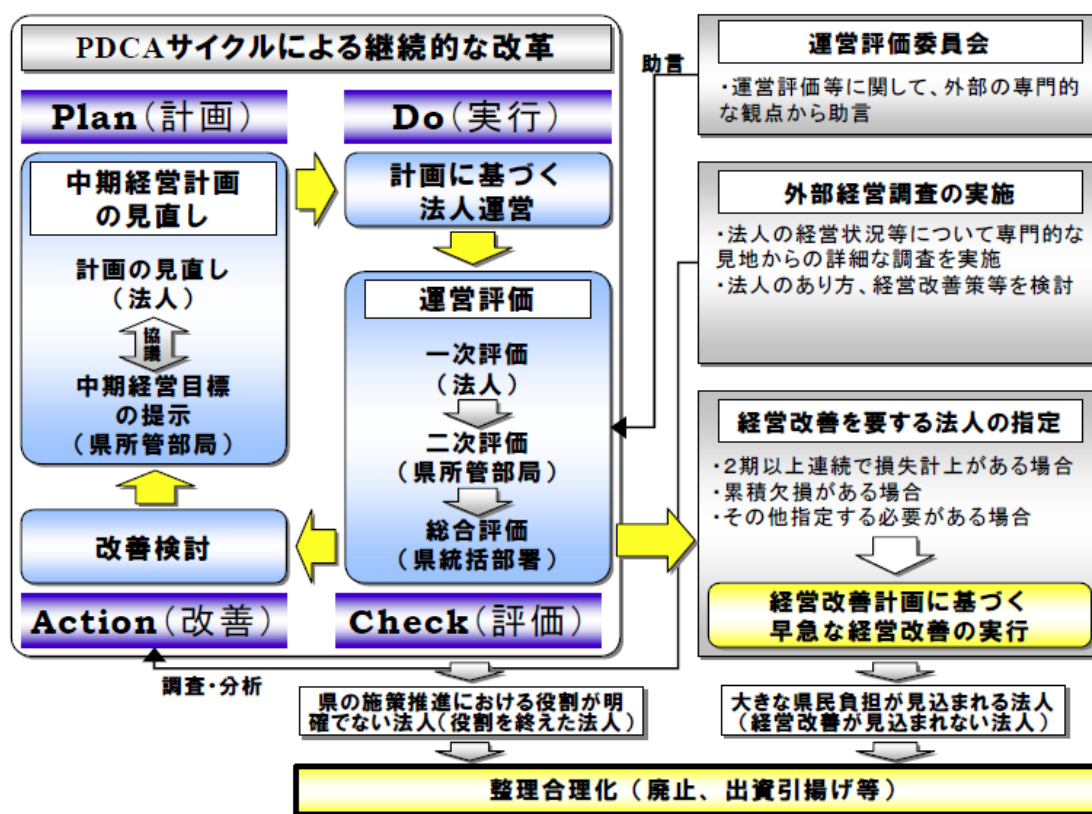 PDCAサイクルによる継続的な改革
Plan(計画)
Do(実行)
中期経営計画
の見直し
計画の見直し
(法人)
協議
中期経営目標
の提示
(県所管部局)
計画に基づく
法人運営
運営評価
一次評価
(法人)
二次評価
(県所管部局)
総合評価
(県統括部署)
改善検討
Action(改善)
Check(評価)
助言
運営評価委員会
・運営評価等に関して、外部の専門的
な観点から助言
外部経営調査の実施
・法人の経営状況等について専門的な
見地からの詳細な調査を実施
・法人のあり方、経営改善策等を検討
経営改善を要する法人の指定
・2期以上連続で損失計上がある場合
・累積欠損がある場合
・その他指定する必要がある場合
経営改善計画に基づく
早急な経営改善の実行
調査・分析
県の施策推進における役割が明
確でない法人(役割を終えた法人)
大きな県民負担が見込まれる法人
(経営改善が見込まれない法人)
整理合理化(廃止、出資引揚げ等)